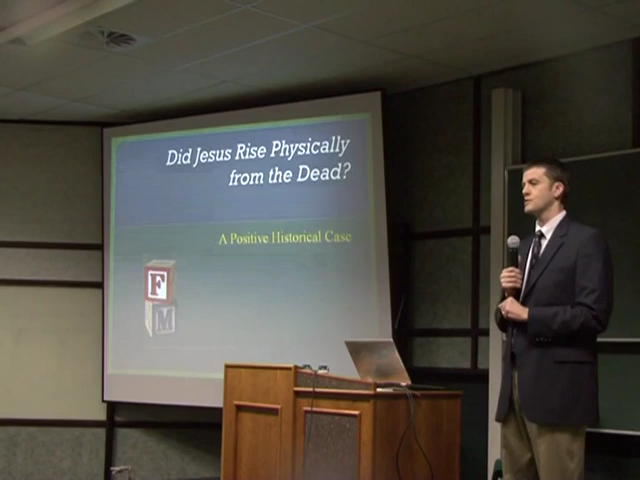 Did Jesus Rise Physically
from the Dead?
A Positive Historical Case
F
M